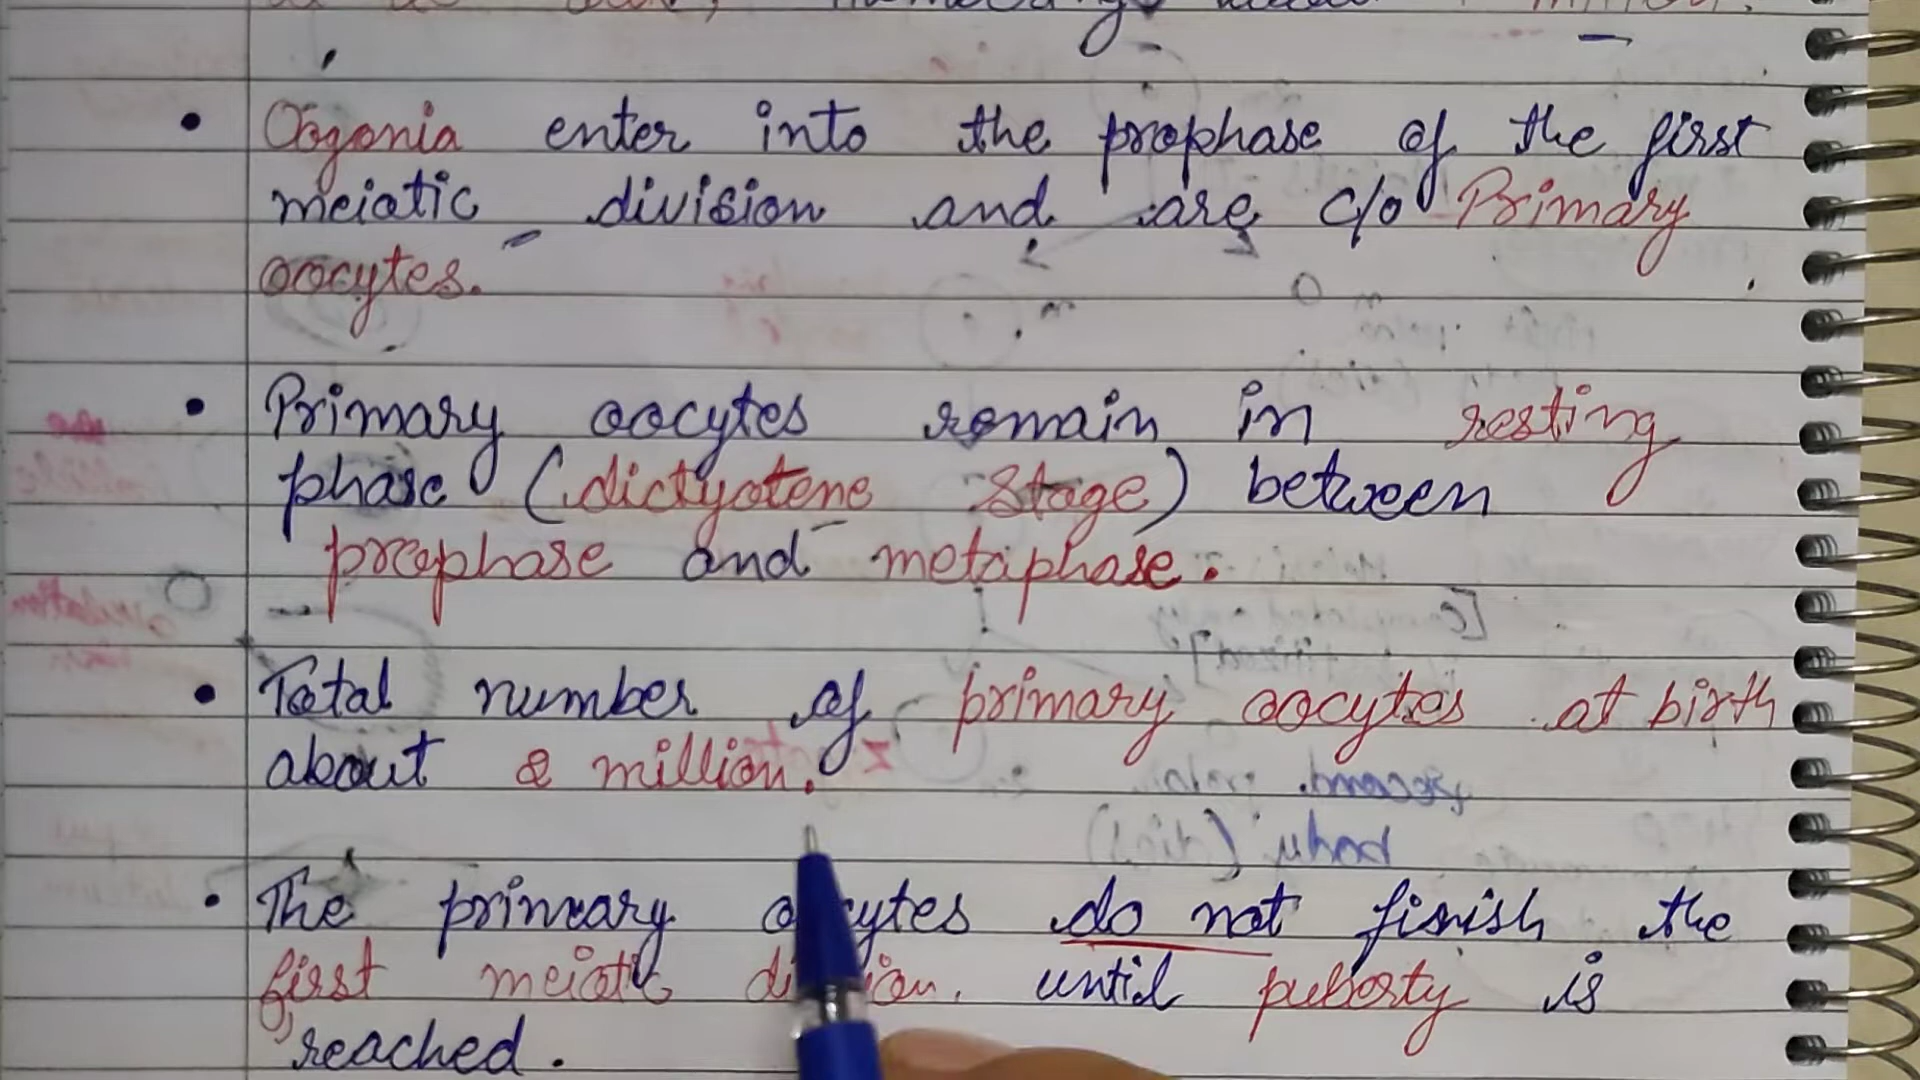 • Oogonia enter into the prophase of the first
meiotic division and are c/o Primary
oocytes.
• Primary oocytes remain in resting
phase (dictyotene stage) between
prophase and metaphase.
• Total number of primary oocytes at birth
about 2 million.
• The primary oocytes do not finish the
first meiotic division. until puberty is
reached.